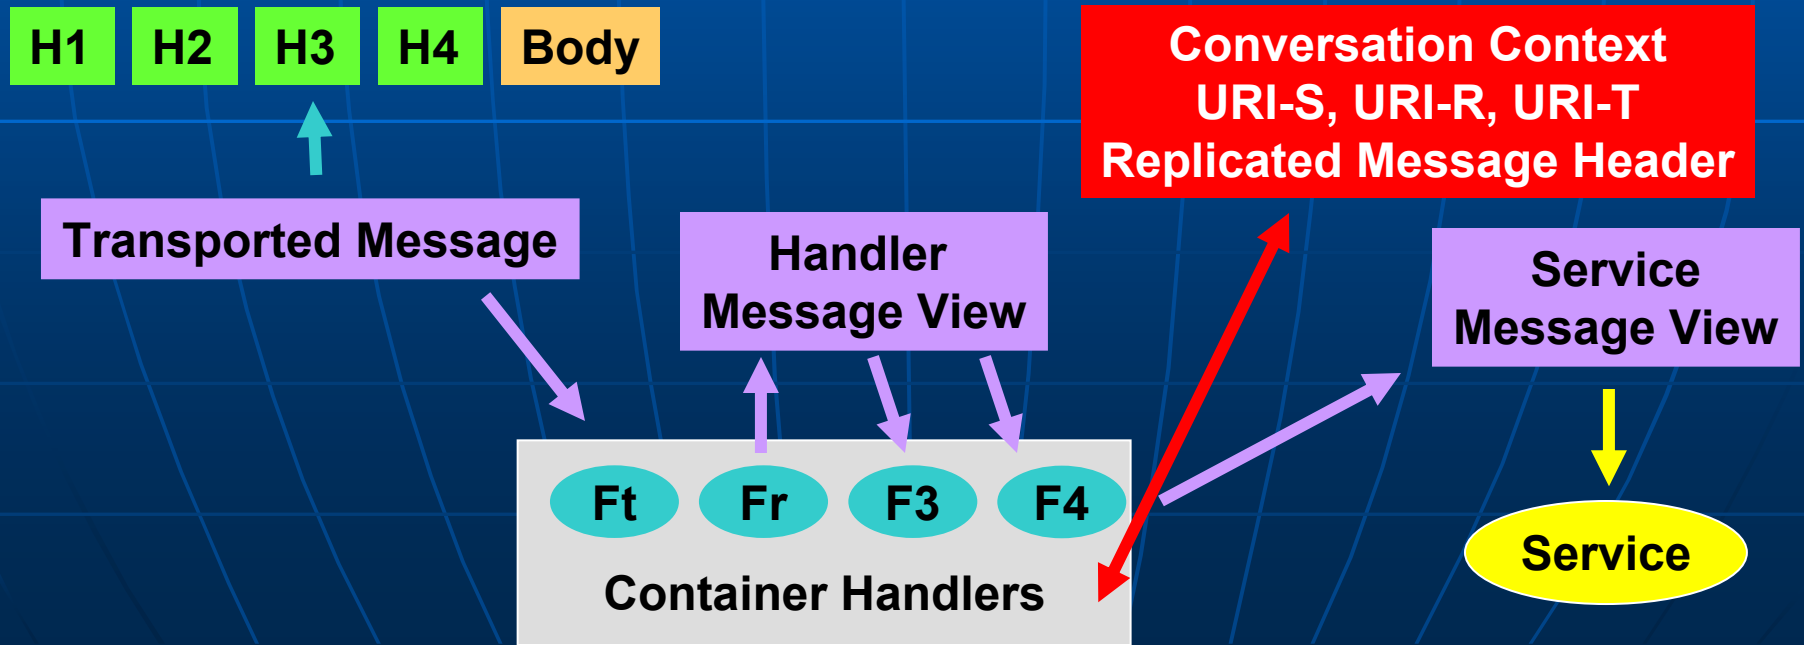 H1 H2 H3 H4 Body
Conversation Context
URI-S, URI-R, URI-T
Replicated Message Header
Transported Message
Handler
Message View
Service
Message View
Ft Fr F3 F4
Container Handlers
Service